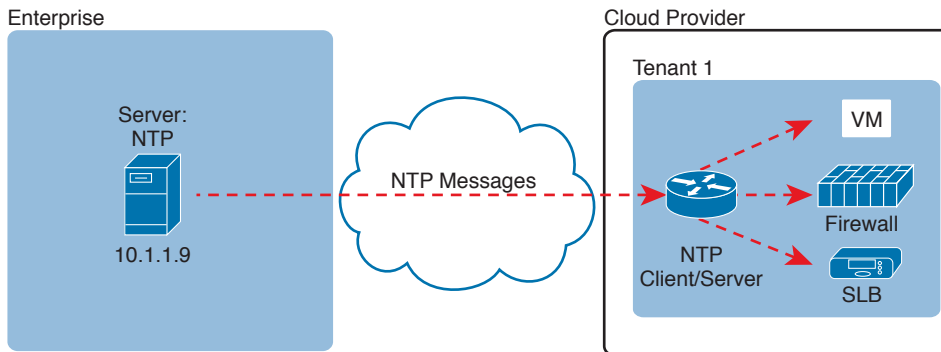 Enterprise
Server:
NTP
10.1.1.9
NTP Messages
Cloud Provider
Tenant 1
VM
Firewall
NTP
Client/Server
SLB